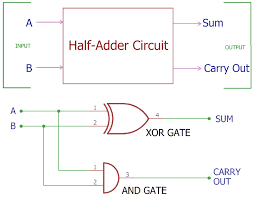 A
Sum
INPUT
Half-Adder Circuit
OUTPUT
B
Carry Out
A
1
4
SUM
B
2
XOR GATE
1
3
CARRY
OUT
2
AND GATE